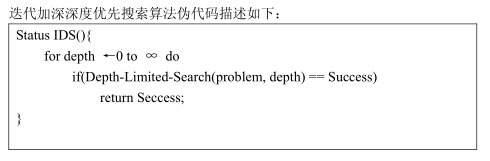 迭代加深深度优先搜索算法伪代码描述如下：
Status IDS(){
for depth ←0 to ∞ do
if(Depth-Limited-Search(problem, depth) == Success)
return Seccess;
}